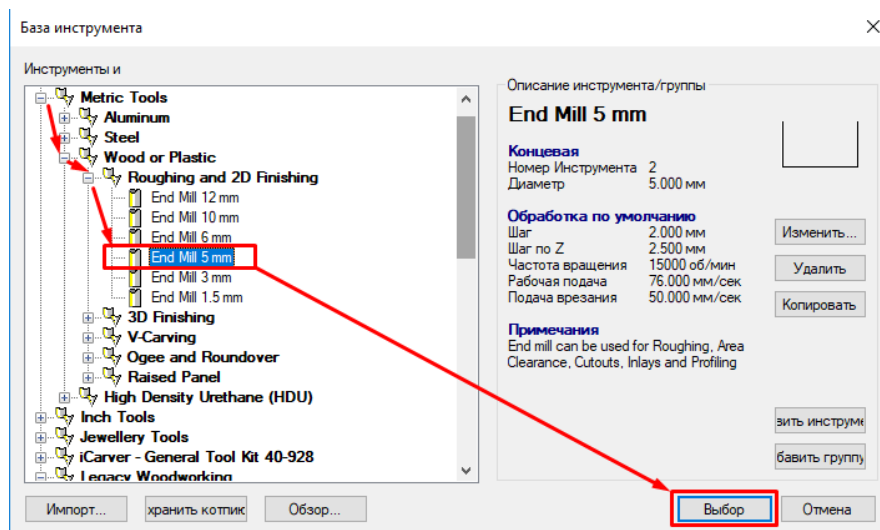 База инструмента
Инструменты и
Metric Tools
Aluminum
Steel
Wood or Plastic
Roughing and 2D Finishing
End Mill 12 mm
End Mill 10 mm
End Mill 6 mm
End Mill 5 mm
End Mill 3 mm
End Mill 1.5 mm
3D Finishing
V-Carving
Ogee and Roundover
Raised Panel
High Density Urethane (HDU)
Inch Tools
Jewellery Tools
iCarver - General Tool Kit 40-928
Legacy Woodworking
Описание инструмента/группы
End Mill 5 mm
Концевая
Номер Инструмента 2
Диаметр 5.000 мм
Обработка по умолчанию
Шаг 2.000 мм
Шаг по Z 2.500 мм
Частота вращения 15000 об/мин
Рабочая подача 76.000 мм/сек
Подача врезания 50.000 мм/сек
Примечания
End mill can be used for Roughing, Area
Clearance, Cutouts, Inlays and Profiling
Изменить...
Удалить
Копировать
вить инструме
бавить группу
Импорт...
хранить котпик
Обзор...
Выбор
Отмена